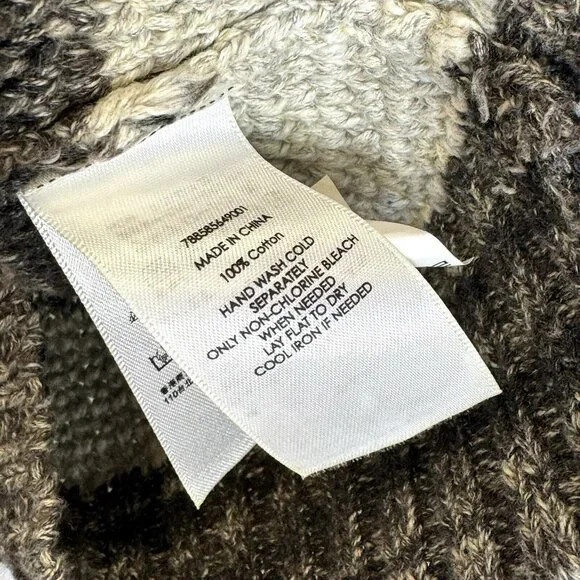 788585649001
MADE IN CHINA
100% Cotton
HAND WASH COLD
SEPARATELY
ONLY NON-CHLORINE BLEACH
WHEN NEEDED
LAY FLAT TO DRY
COOL IRON IF NEEDED